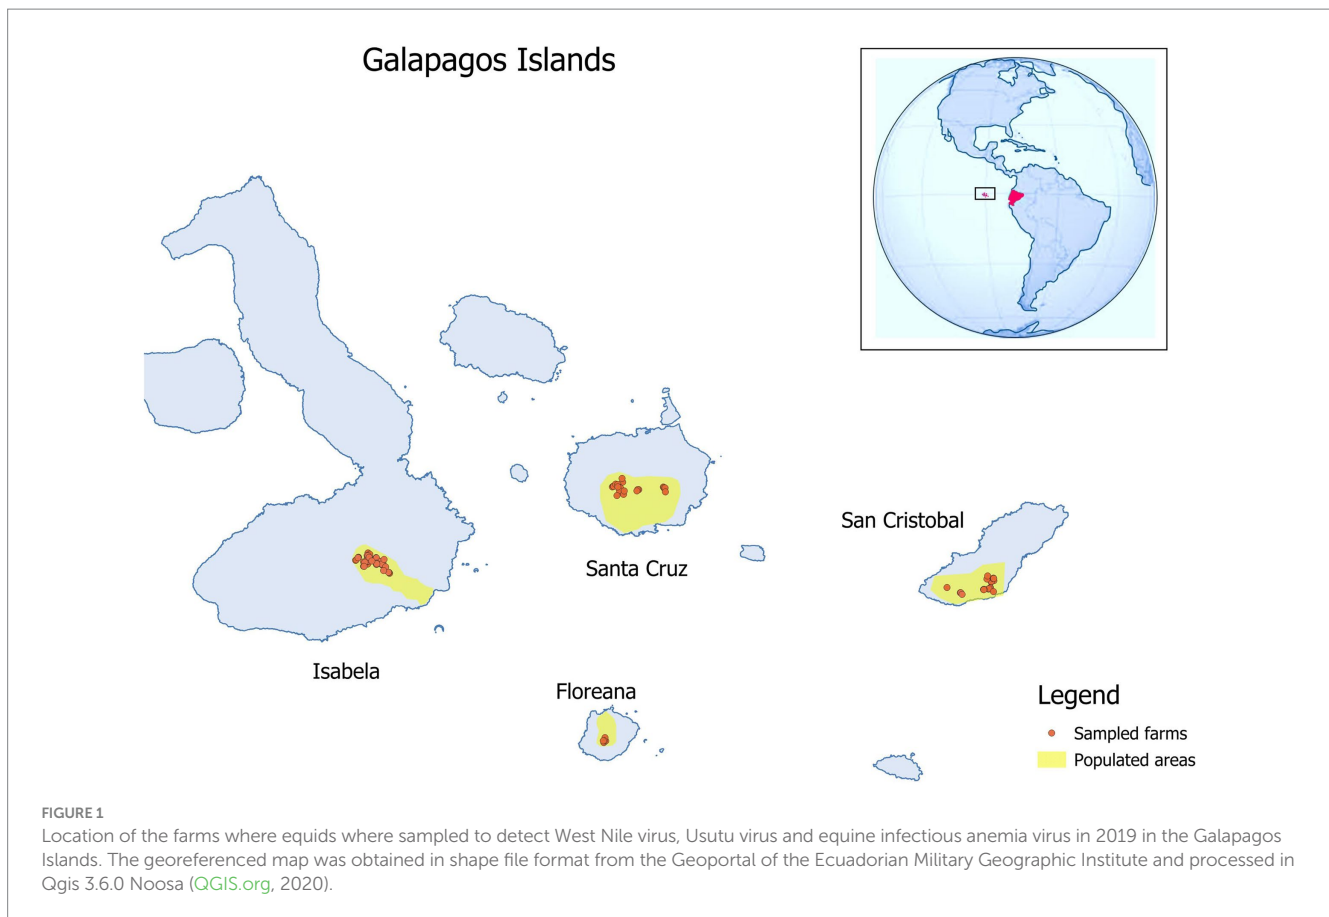 Galapagos Islands
San Cristobal
Santa Cruz
Isabela
Floreana
Legend
Sampled farms
Populated areas
FIGURE 1
Location of the farms where equids where sampled to detect West Nile virus, Usutu virus and equine infectious anemia virus in 2019 in the Galapagos
Islands. The georeferenced map was obtained in shape file format from the Geoportal of the Ecuadorian Military Geographic Institute and processed in
Qgis 3.6.0 Noosa (QGIS.org, 2020).